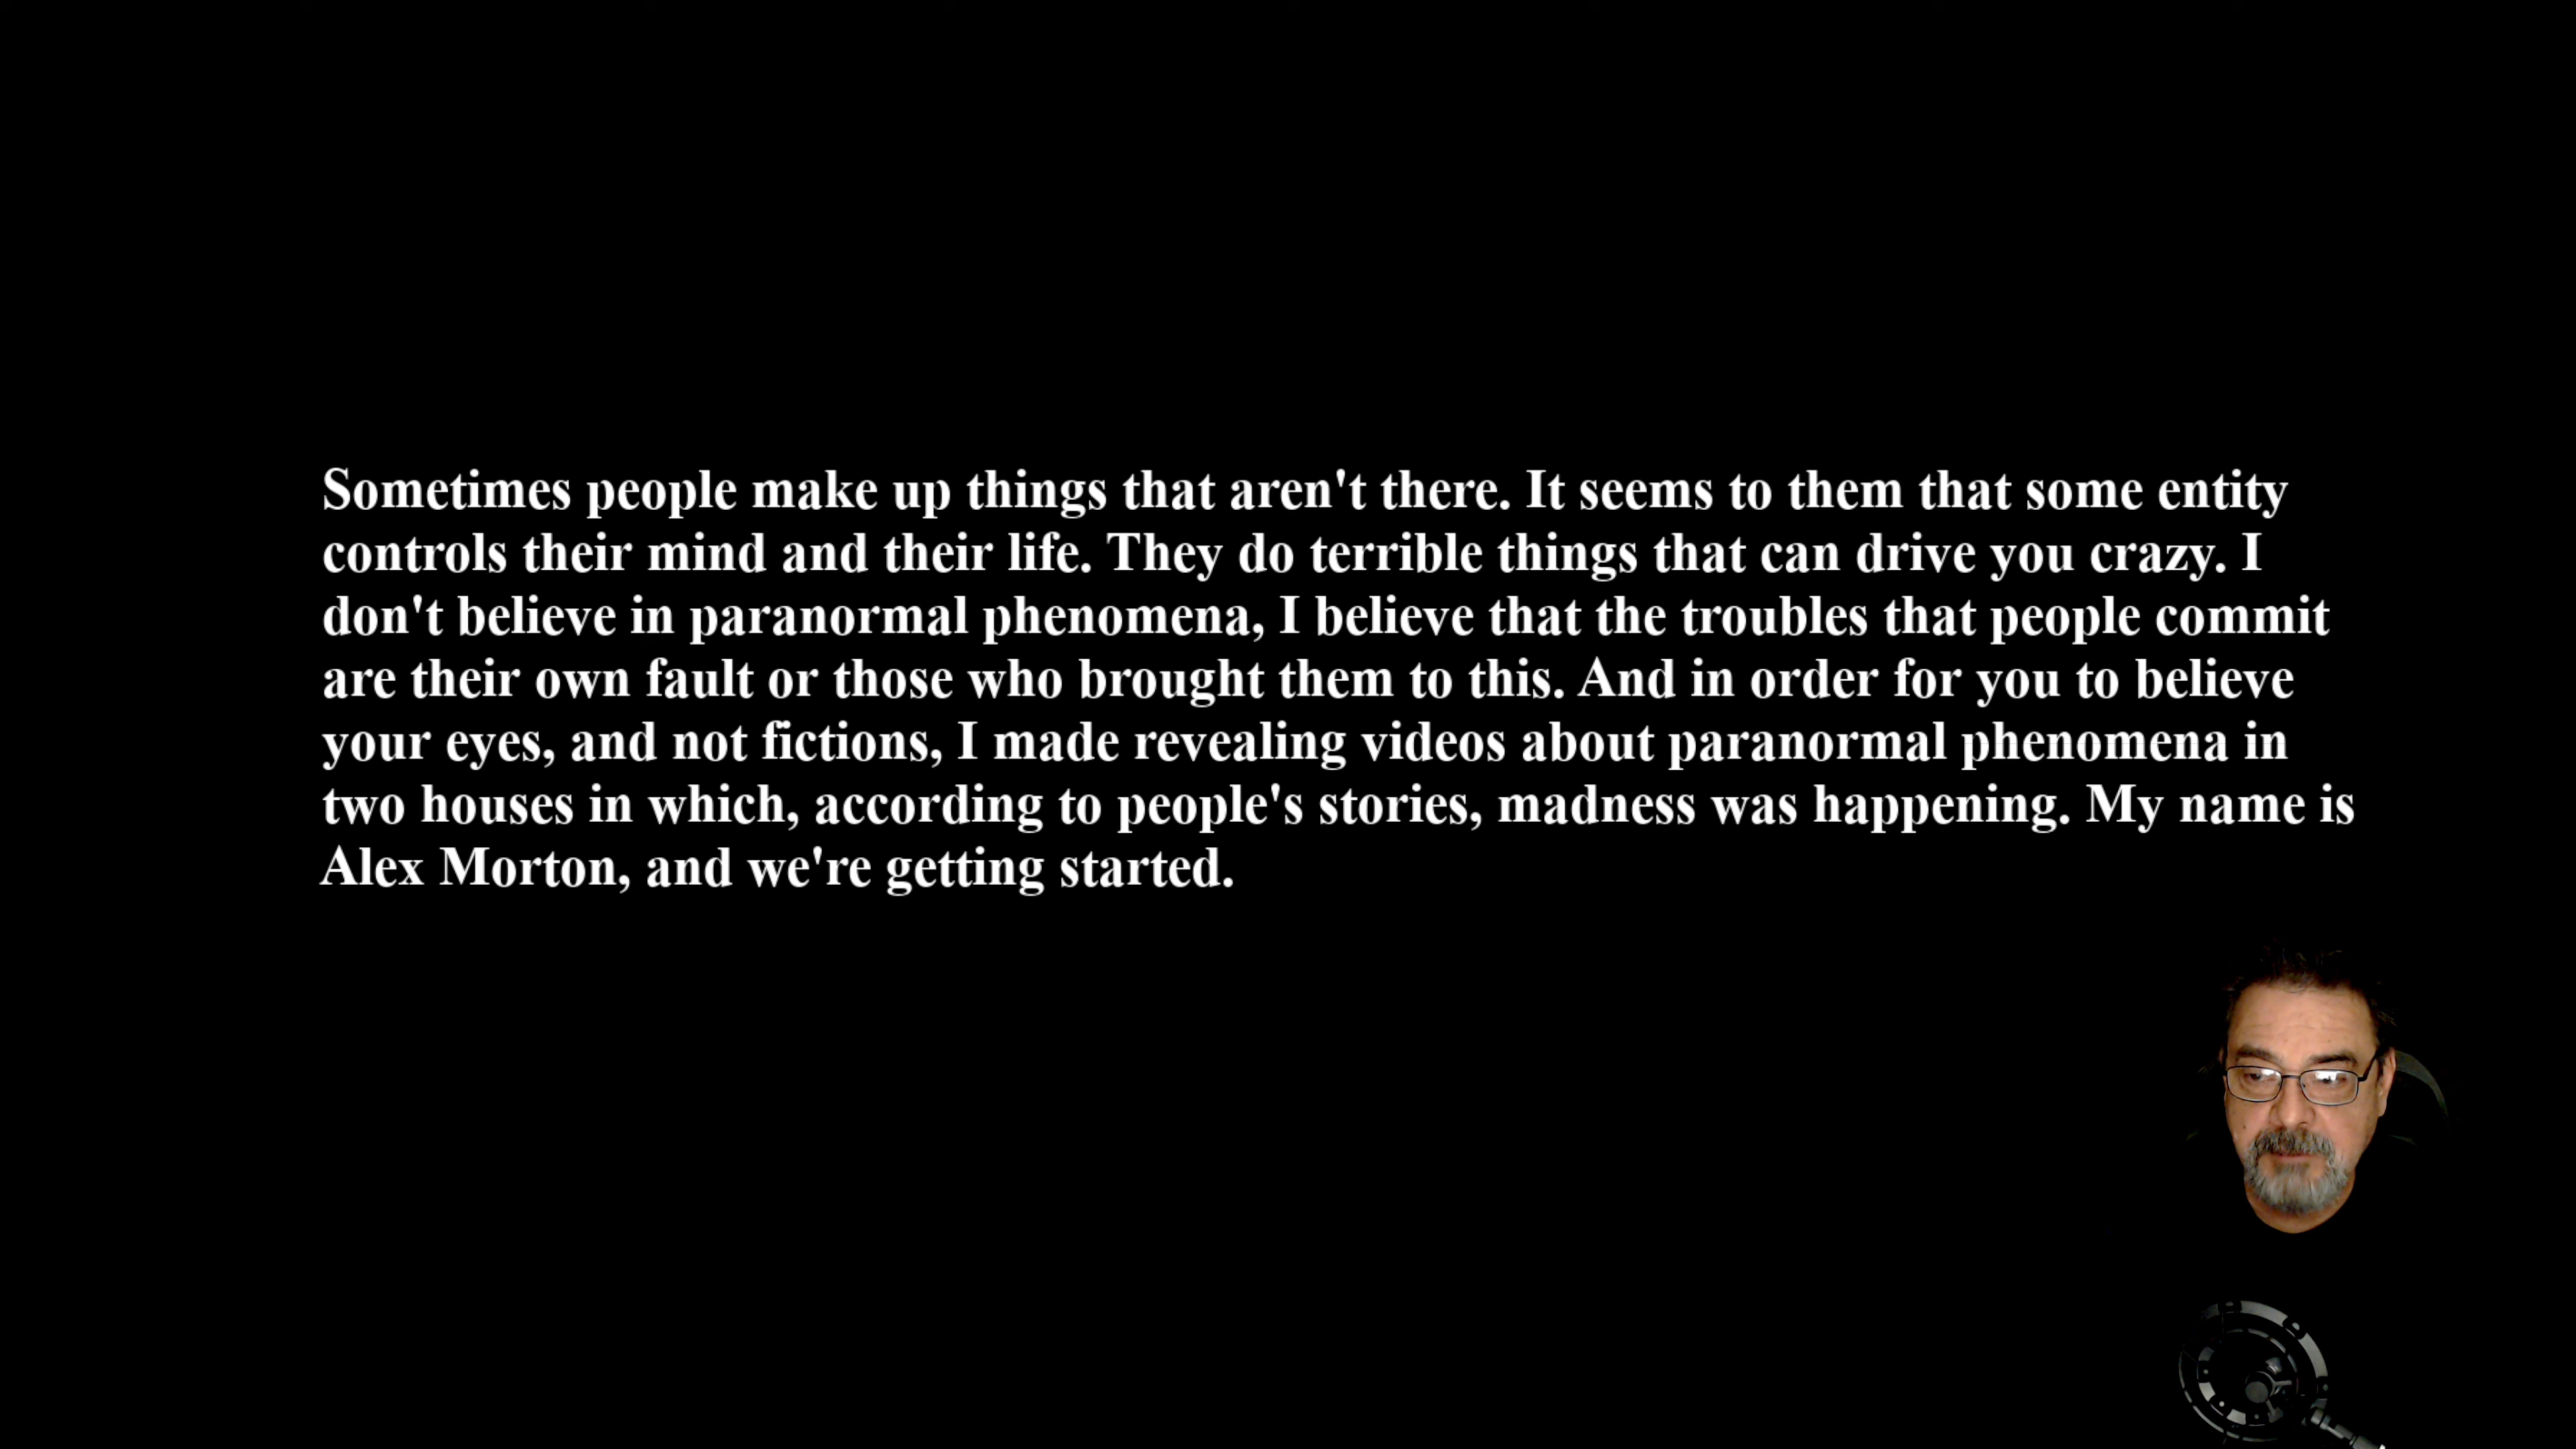 Sometimes people make up things that aren't there. It seems to them that some entity
controls their mind and their life. They do terrible things that can drive you crazy. I
don't believe in paranormal phenomena, I believe that the troubles that people commit
are their own fault or those who brought them to this. And in order for you to believe
your eyes, and not fictions, I made revealing videos about paranormal phenomena in
two houses in which, according to people's stories, madness was happening. My name is
Alex Morton, and we're getting started.